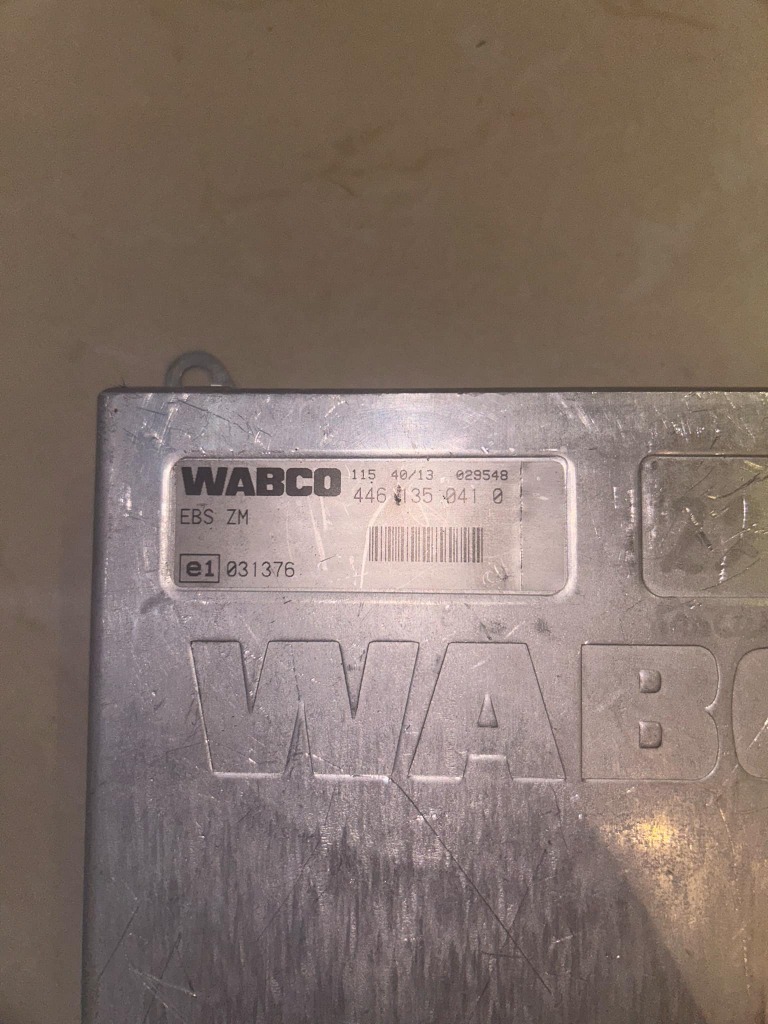 WABCO 115 40/13 029548
446 135 041 0
EBS ZM
e1 031376
WABC